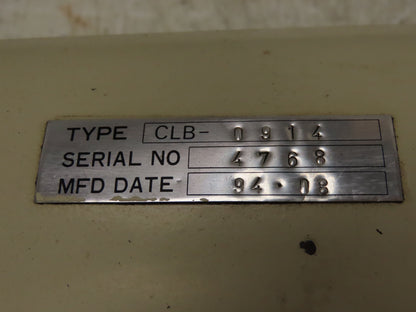 TYPE CLB- 0914
SERIAL NO 4768
MFD DATE 94·08